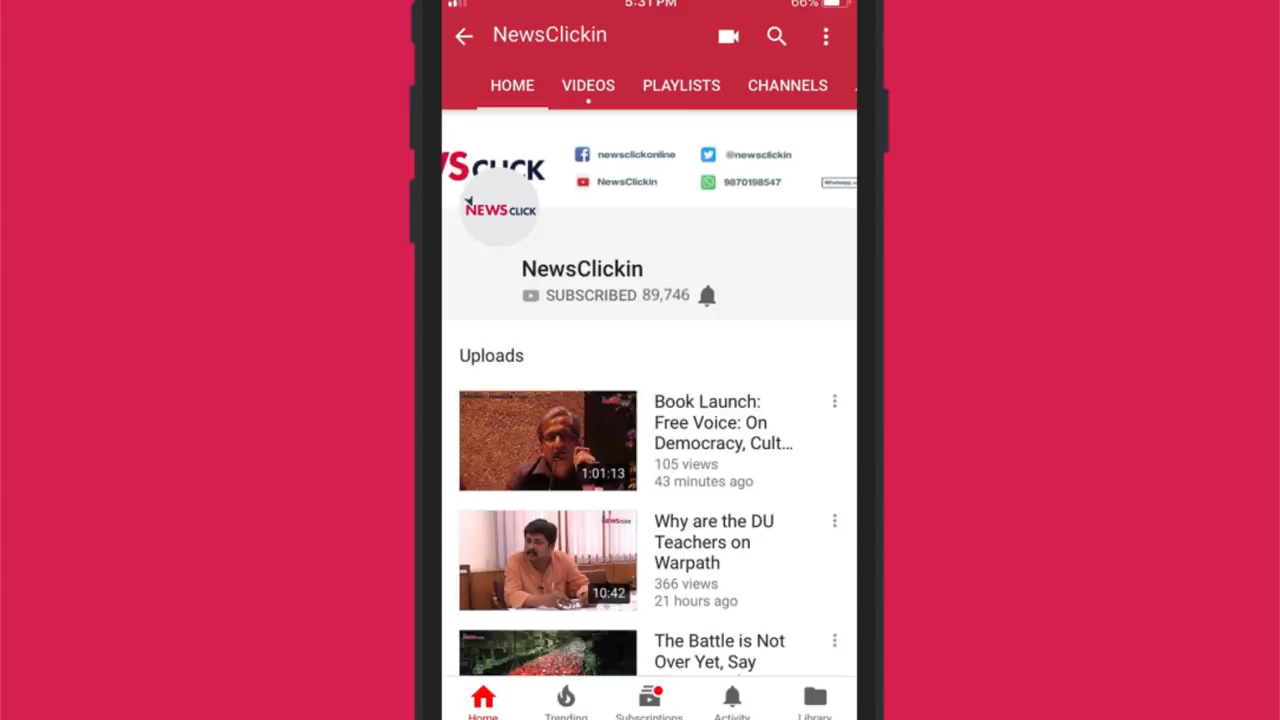 5:31 PM
66%
NewsClickin
HOME VIDEOS PLAYLISTS CHANNELS
S CLICK
newsclickonline
@newsclickin
NewsClickin
9870198547
NEWS CLICK
NewsClickin
SUBSCRIBED 89,746
Uploads
Book Launch:
Free Voice: On
Democracy, Cult...
105 views
43 minutes ago
1:01:13
Why are the DU
Teachers on
Warpath
366 views
21 hours ago
NEWSCLICK
10:42
The Battle is Not
Over Yet, Say
Home Trending Subscriptions Activity Library